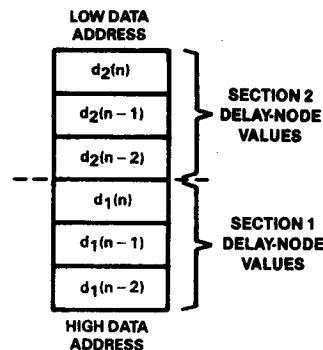 LOW DATA
ADDRESS
d2(n)
d2(n – 1)
d2(n – 2)
SECTION 2
DELAY-NODE
VALUES
d1(n)
d1(n – 1)
d1(n – 2)
SECTION 1
DELAY-NODE
VALUES
HIGH DATA
ADDRESS